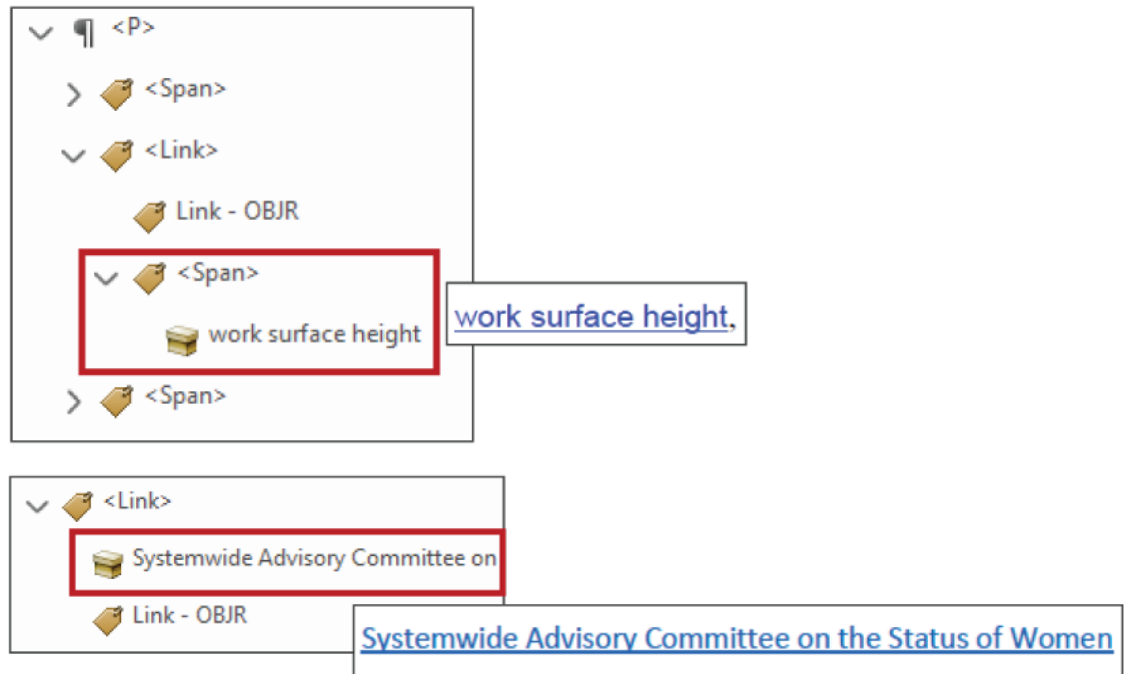 <P>
<Span>
<Link>
Link - OBJR
<Span>
work surface height
work surface height,
<Span>
<Link>
Systemwide Advisory Committee on
Link - OBJR
Systemwide Advisory Committee on the Status of Women